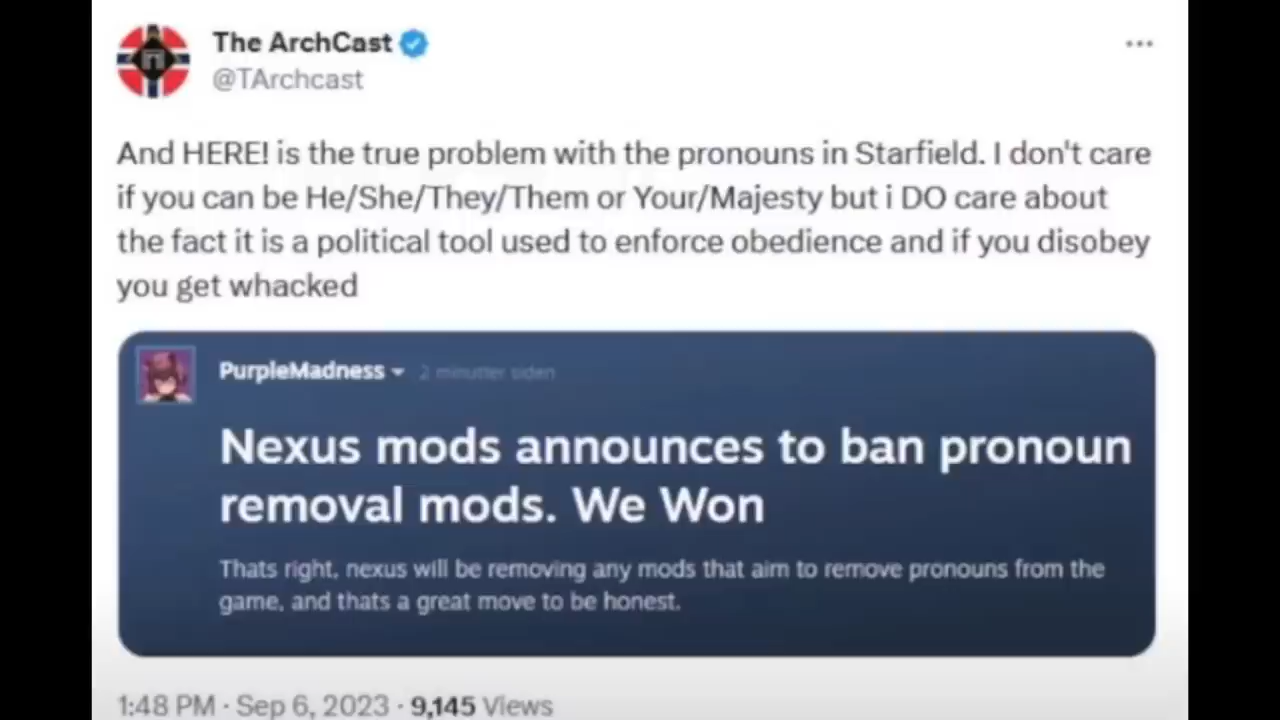 The ArchCast
@TArchcast
And HERE! is the true problem with the pronouns in Starfield. I don't care
if you can be He/She/They/Them or Your/Majesty but i DO care about
the fact it is a political tool used to enforce obedience and if you disobey
you get whacked
PurpleMadness 2 minutter siden
Nexus mods announces to ban pronoun
removal mods. We Won
Thats right, nexus will be removing any mods that aim to remove pronouns from the
game, and thats a great move to be honest.
1:48 PM · Sep 6, 2023 · 9,145 Views